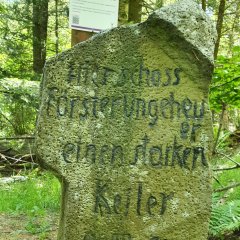 Hier schoss
Förster Ungeheu
er
einen starken
Keiler